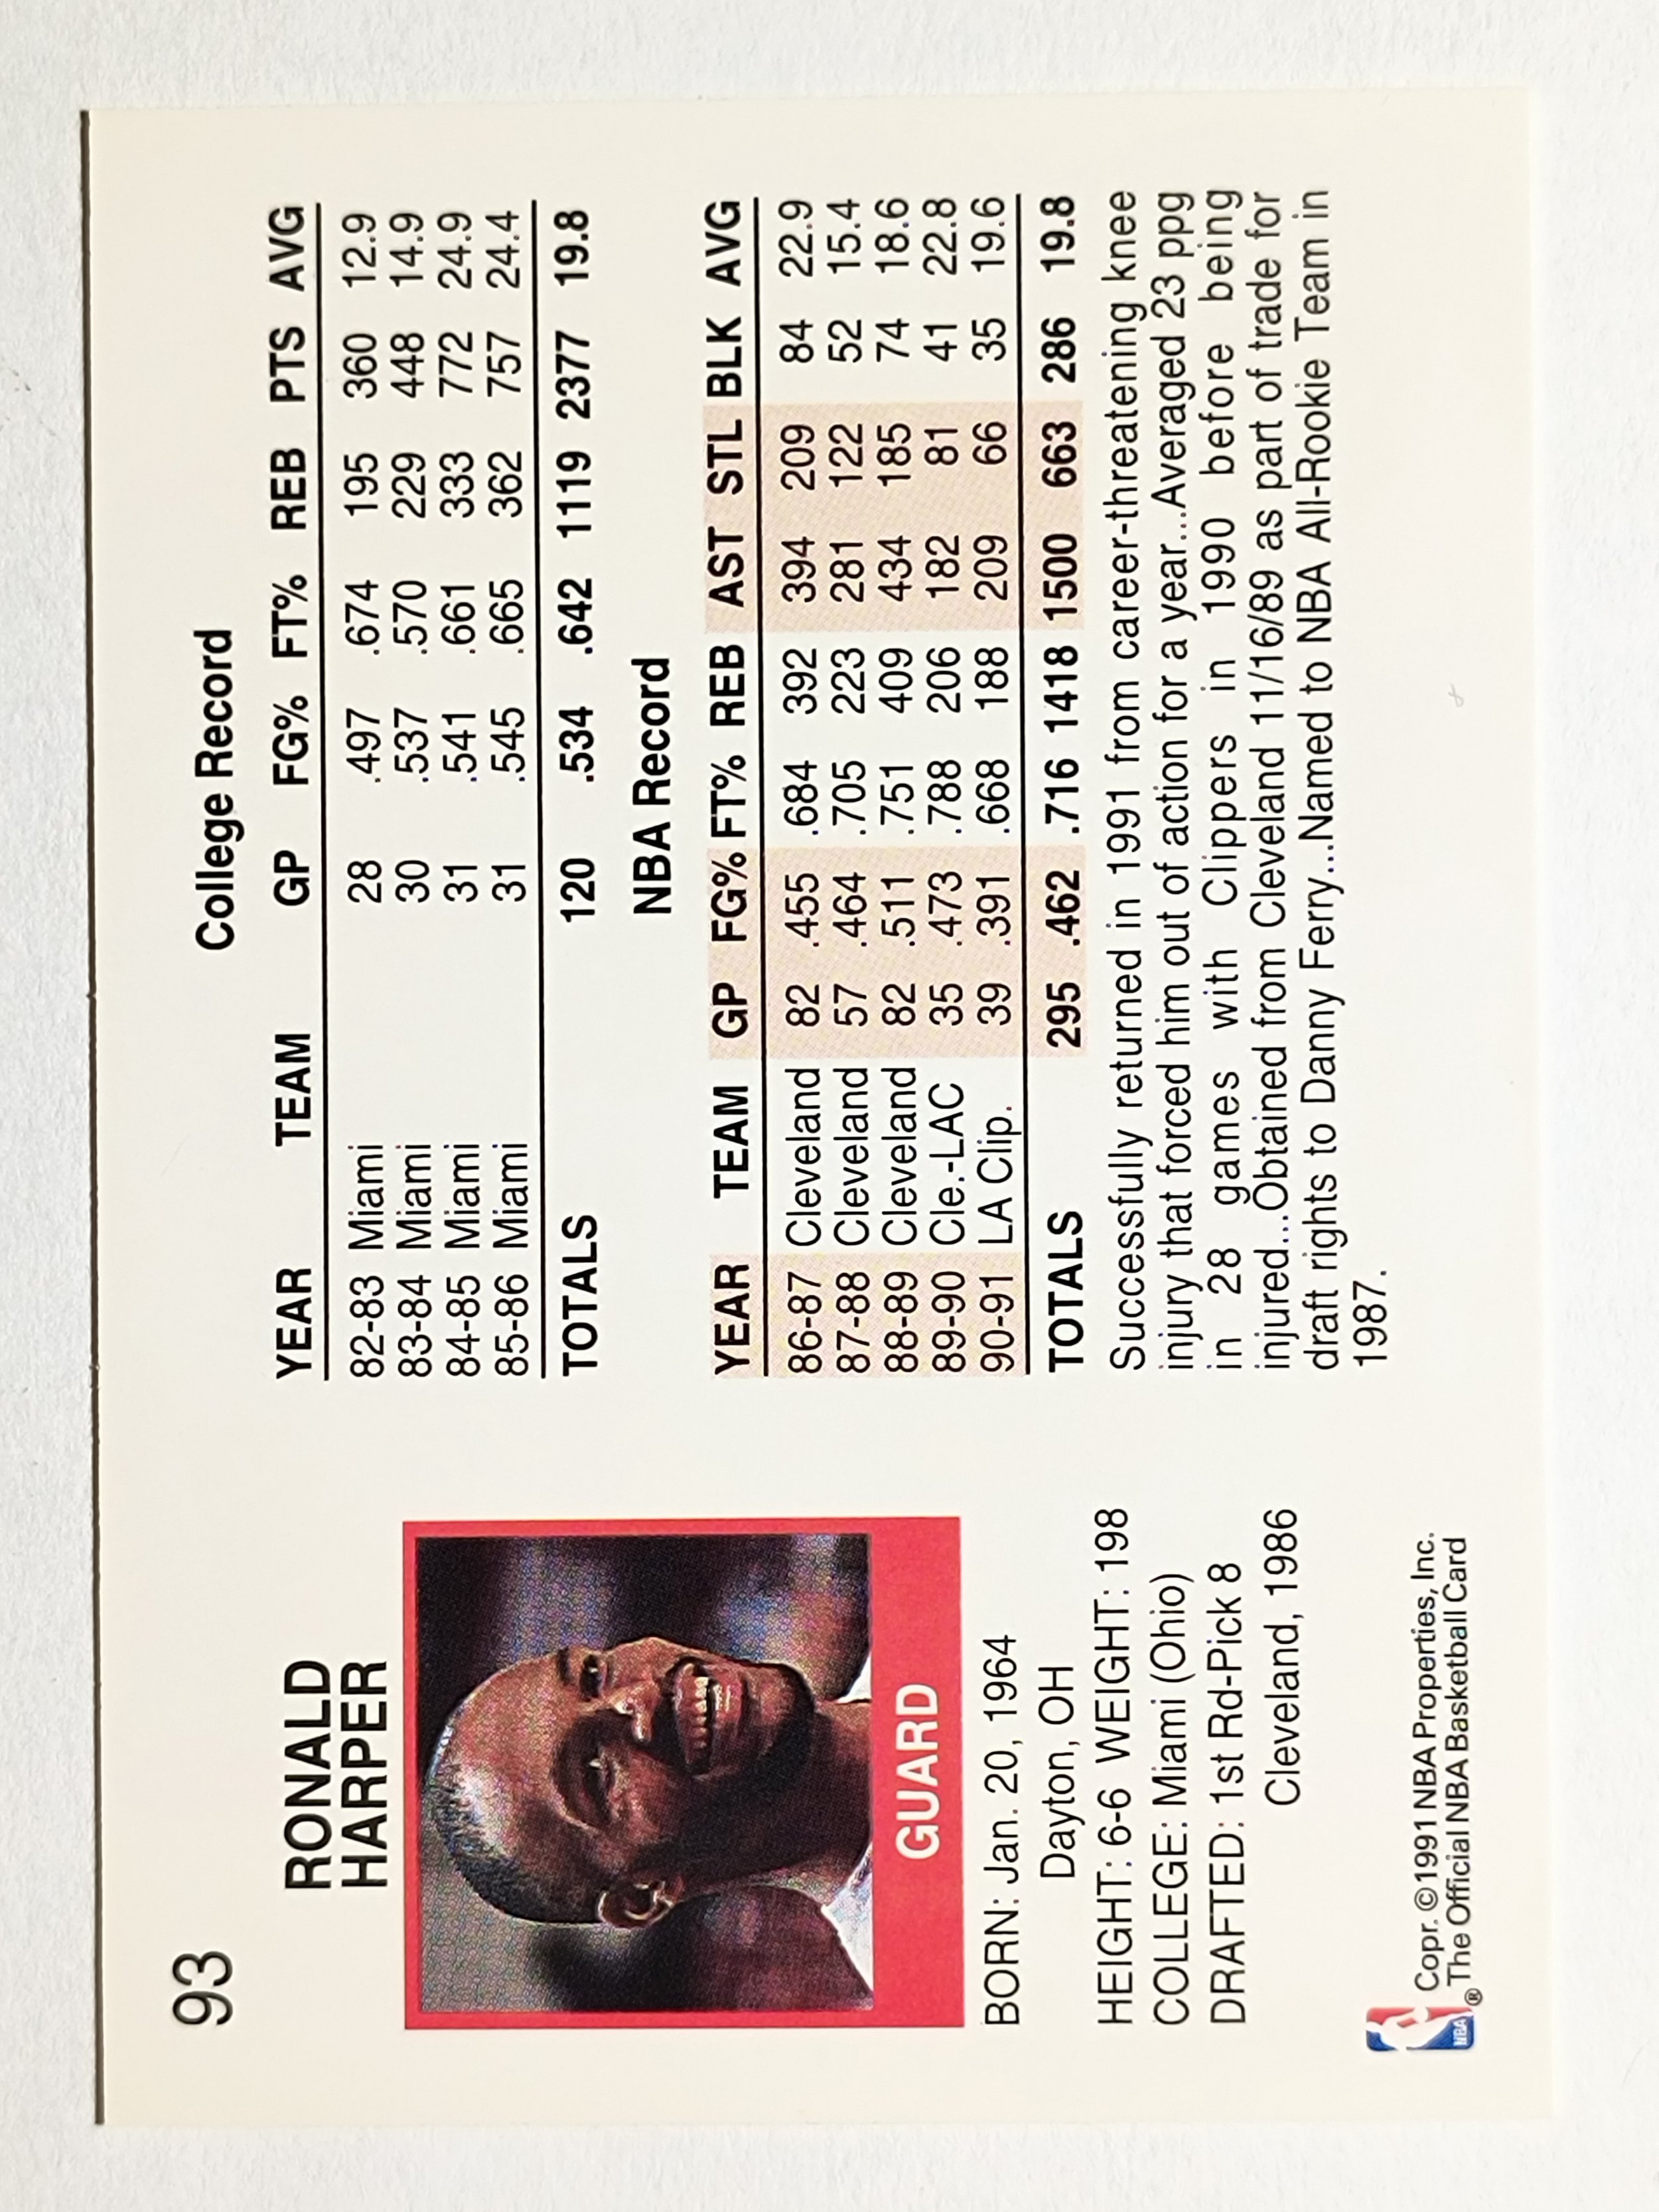 93
RONALD
HARPER
GUARD
BORN: Jan. 20, 1964
Dayton, OH
HEIGHT: 6-6 WEIGHT: 198
COLLEGE: Miami (Ohio)
DRAFTED: 1st Rd-Pick 8
Cleveland, 1986
NBA
®
Copr. ©1991 NBA Properties, Inc.
The Official NBA Basketball Card
College Record
YEAR TEAM GP FG% FT% REB PTS AVG
82-83 Miami 28 .497 .674 195 360 12.9
83-84 Miami 30 .537 .570 229 448 14.9
84-85 Miami 31 .541 .661 333 772 24.9
85-86 Miami 31 .545 .665 362 757 24.4
TOTALS 120 .534 .642 1119 2377 19.8
NBA Record
YEAR TEAM GP FG% FT% REB AST STL BLK AVG
86-87 Cleveland 82 .455 .684 392 394 209 84 22.9
87-88 Cleveland 57 .464 .705 223 281 122 52 15.4
88-89 Cleveland 82 .511 .751 409 434 185 74 18.6
89-90 Cle.-LAC 35 .473 .788 206 182 81 41 22.8
90-91 LA Clip. 39 .391 .668 188 209 66 35 19.6
TOTALS 295 .462 .716 1418 1500 663 286 19.8
Successfully returned in 1991 from career-threatening knee
injury that forced him out of action for a year...Averaged 23 ppg
in 28 games with Clippers in 1990 before being
injured...Obtained from Cleveland 11/16/89 as part of trade for
draft rights to Danny Ferry...Named to NBA All-Rookie Team in
1987.